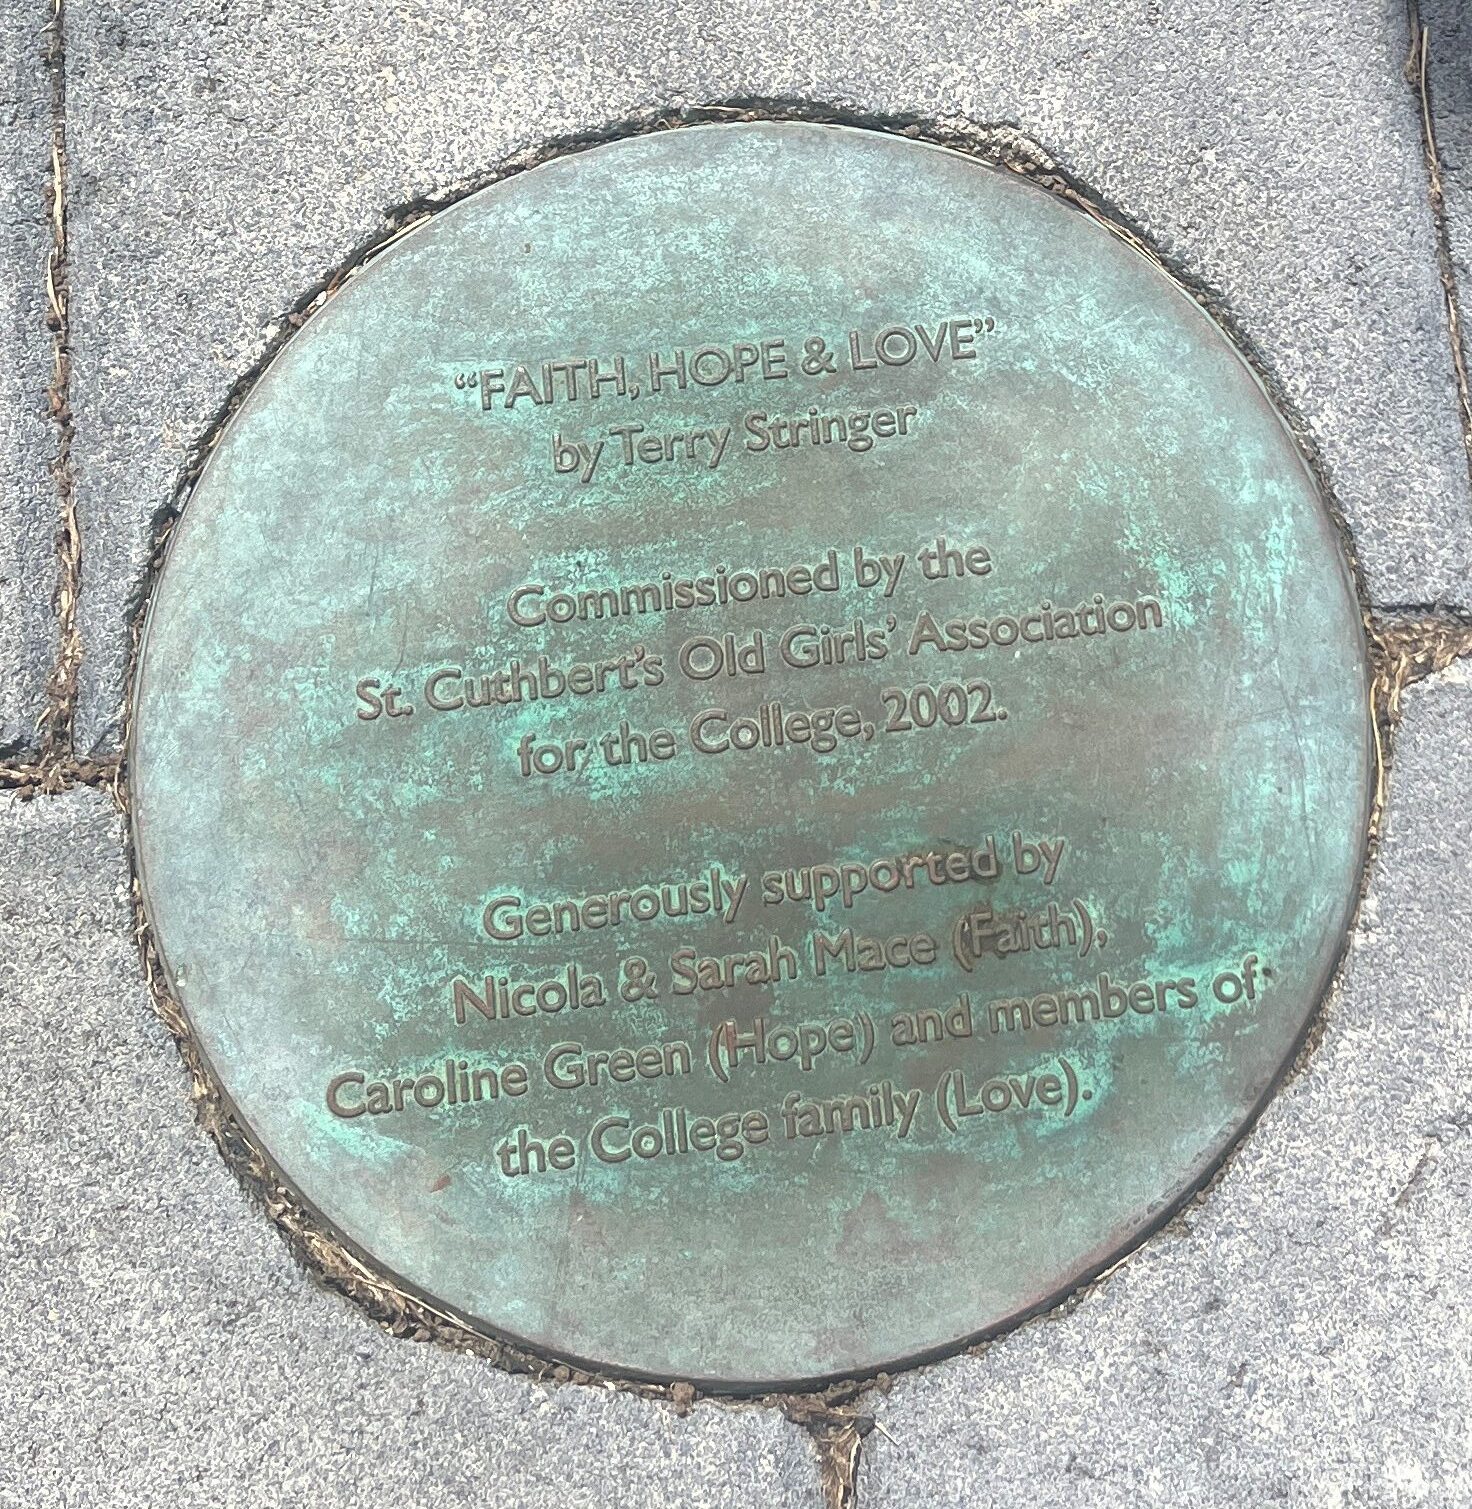 “FAITH, HOPE & LOVE”
by Terry Stringer
Commissioned by the
St. Cuthbert’s Old Girls’ Association
for the College, 2002.
Generously supported by
Nicola & Sarah Mace (Faith),
Caroline Green (Hope) and members of
the College family (Love).